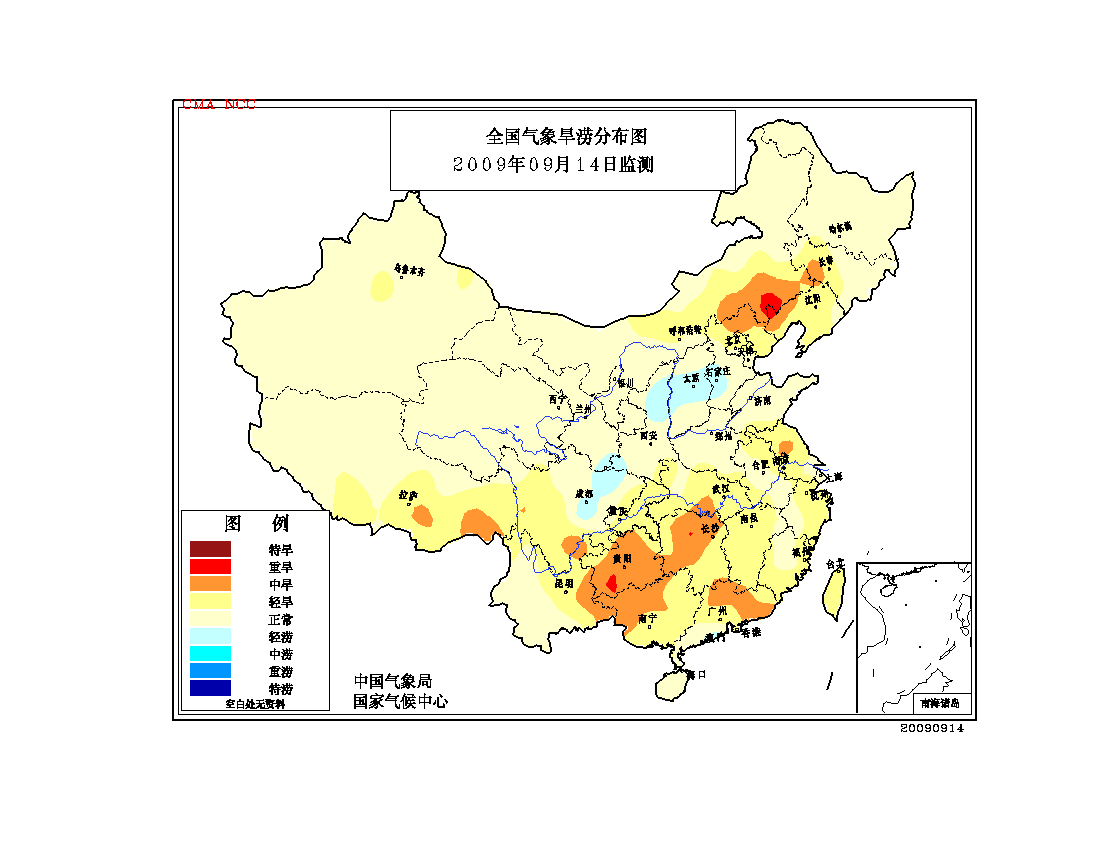 CMA NCC
全国气象旱涝分布图
2009年09月14日监测
哈尔滨
长春
乌鲁木齐
沈阳
呼和浩特
北京
天津
石家庄
太原
银川
西宁
济南
兰州
西安
郑州
合肥
南京
上海
成都
拉萨
武汉
杭州
重庆
南昌
长沙
贵阳
福州
台北
昆明
南宁
广州
澳门
香港
海口
图 例
特旱
重旱
中旱
轻旱
正常
轻涝
中涝
重涝
特涝
空白处无资料
中国气象局
国家气候中心
南海诸岛
20090914